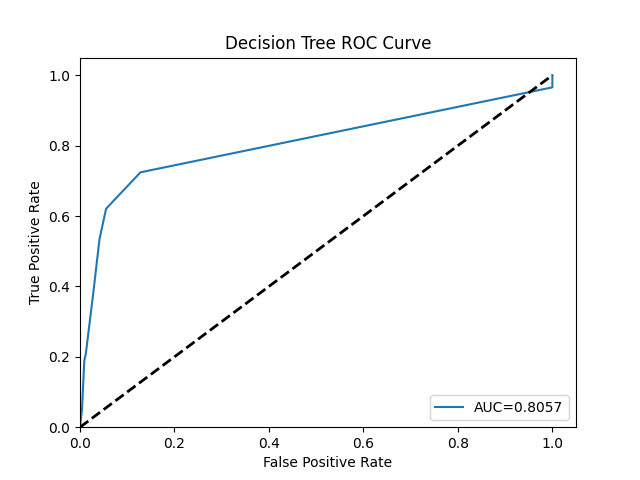 Decision Tree ROC Curve
True Positive Rate
1.0
0.8
0.6
0.4
0.2
0.0
0.0 0.2 0.4 0.6 0.8 1.0
False Positive Rate
AUC=0.8057